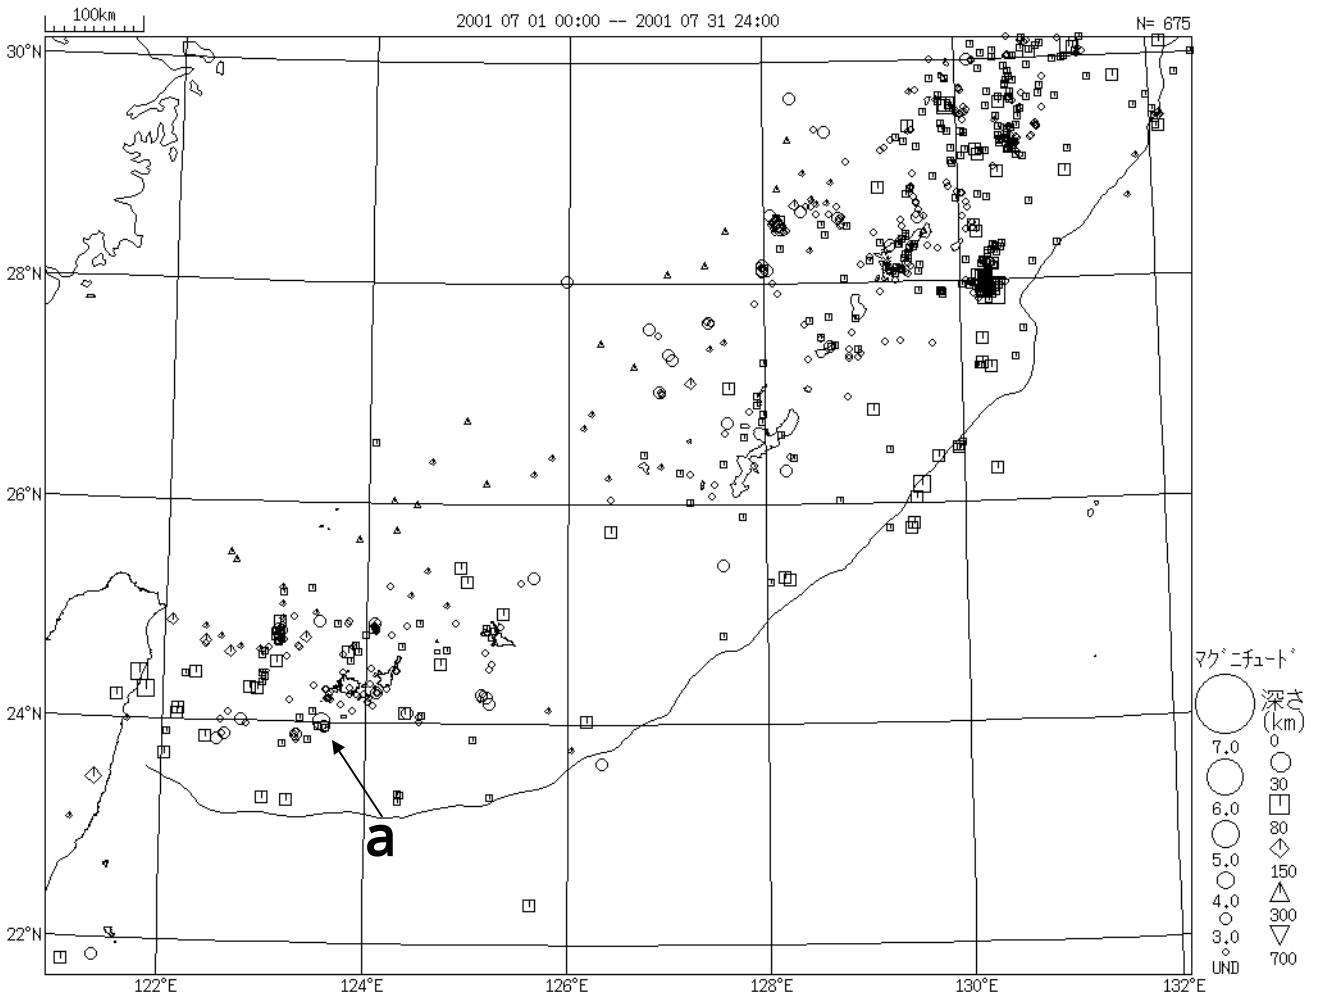 100km
2001 07 01 00:00 -- 2001 07 31 24:00
N= 675
30°N
28°N
26°N
24°N
22°N
122°E
124°E
126°E
128°E
130°E
132°E
a
ﾏｸﾞﾆﾁｭｰﾄﾞ
7.0
6.0
5.0
4.0
3.0
UND
深さ
(km)
0
30
80
150
300
700